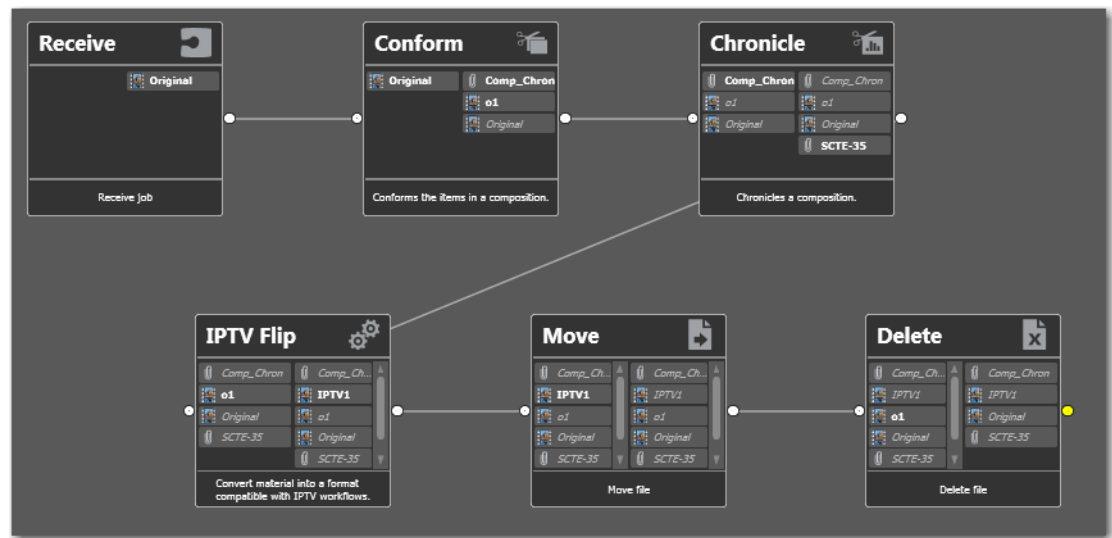 Receive
Original
Receive job
Conform
Original
Comp_Chron
o1
Original
Conforms the items in a composition.
Chronicle
Comp_Chron
Comp_Chron
o1
o1
Original
Original
SCTE-35
Chronicles a composition.
IPTV Flip
Comp_Chron
Comp_Ch...
o1
IPTV1
Original
o1
SCTE-35
Original
SCTE-35
Convert material into a format
compatible with IPTV workflows.
Move
Comp_Ch...
Comp_Ch...
IPTV1
IPTV1
o1
o1
Original
Original
SCTE-35
SCTE-35
Move file
Delete
Comp_Ch...
Comp_Chron
IPTV1
IPTV1
o1
Original
Original
SCTE-35
SCTE-35
Delete file